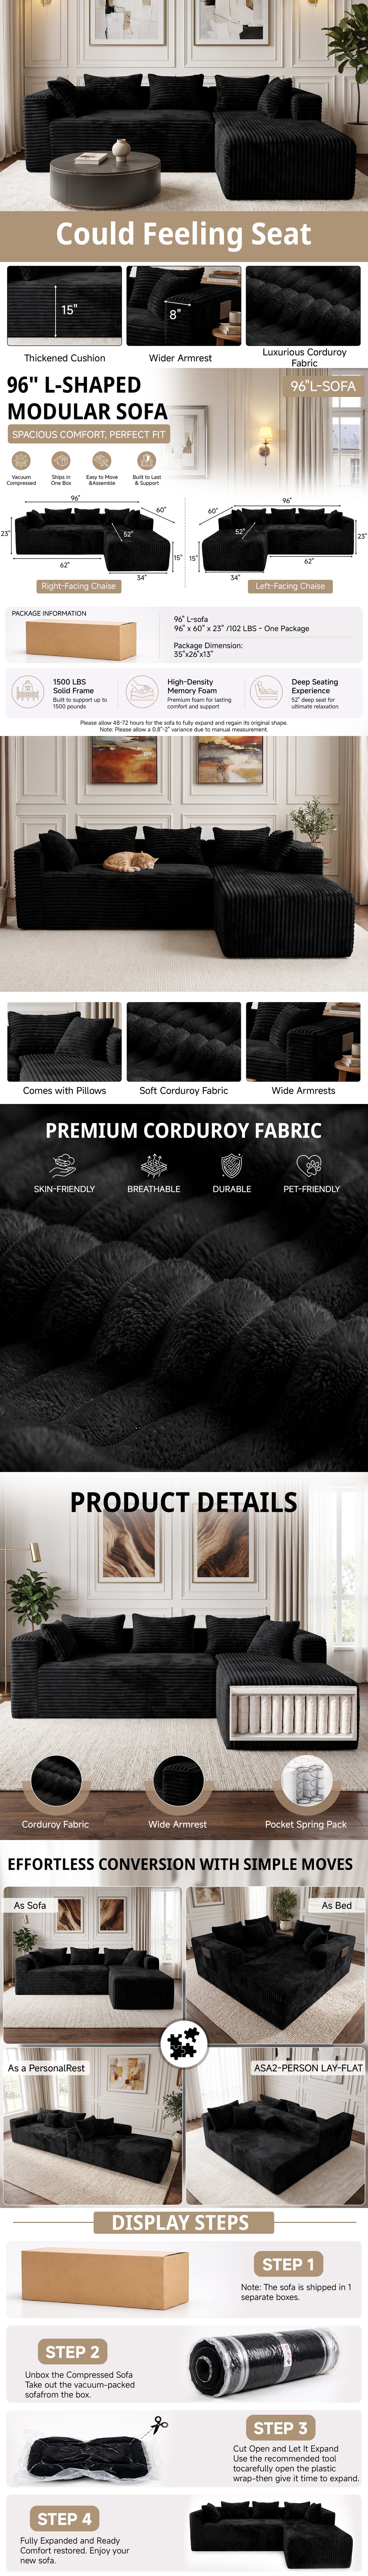 Could Feeling Seat
15"
8"
Thickened Cushion
Wider Armrest
Luxurious Corduroy
Fabric
96" L-SHAPED
MODULAR SOFA
96"L-SOFA
SPACIOUS COMFORT, PERFECT FIT
Vacuum
Compressed
Ships in
One Box
Easy to Move
&Assemble
Built to Last
& Support
96"
60"
23"
52"
15"
62"
34"
Right-Facing Chaise
96"
60"
52"
23"
15"
62"
34"
Left-Facing Chaise
PACKAGE INFORMATION
96" L-sofa
96" x 60" x 23" /102 LBS - One Package
Package Dimension:
35"x26"x13"
1500 LBS
Solid Frame
Built to support up to
1500 pounds
High-Density
Memory Foam
Premium foam for lasting
comfort and support
Deep Seating
Experience
52" deep seat for
ultimate relaxation
Please allow 48-72 hours for the sofa to fully expand and regain its original shape.
Note: Please allow a 0.8"-2" variance due to manual measurement.
Comes with Pillows
Soft Corduroy Fabric
Wide Armrests
PREMIUM CORDUROY FABRIC
SKIN-FRIENDLY
BREATHABLE
DURABLE
PET-FRIENDLY
PRODUCT DETAILS
Corduroy Fabric
Wide Armrest
Pocket Spring Pack
EFFORTLESS CONVERSION WITH SIMPLE MOVES
As Sofa
As Bed
As a PersonalRest
ASA2-PERSON LAY-FLAT
DISPLAY STEPS
STEP 1
Note: The sofa is shipped in 1
separate boxes.
STEP 2
Unbox the Compressed Sofa
Take out the vacuum-packed
sofafrom the box.
STEP 3
Cut Open and Let It Expand
Use the recommended tool
tocarefully open the plastic
wrap-then give it time to expand.
STEP 4
Fully Expanded and Ready
Comfort restored. Enjoy your
new sofa.